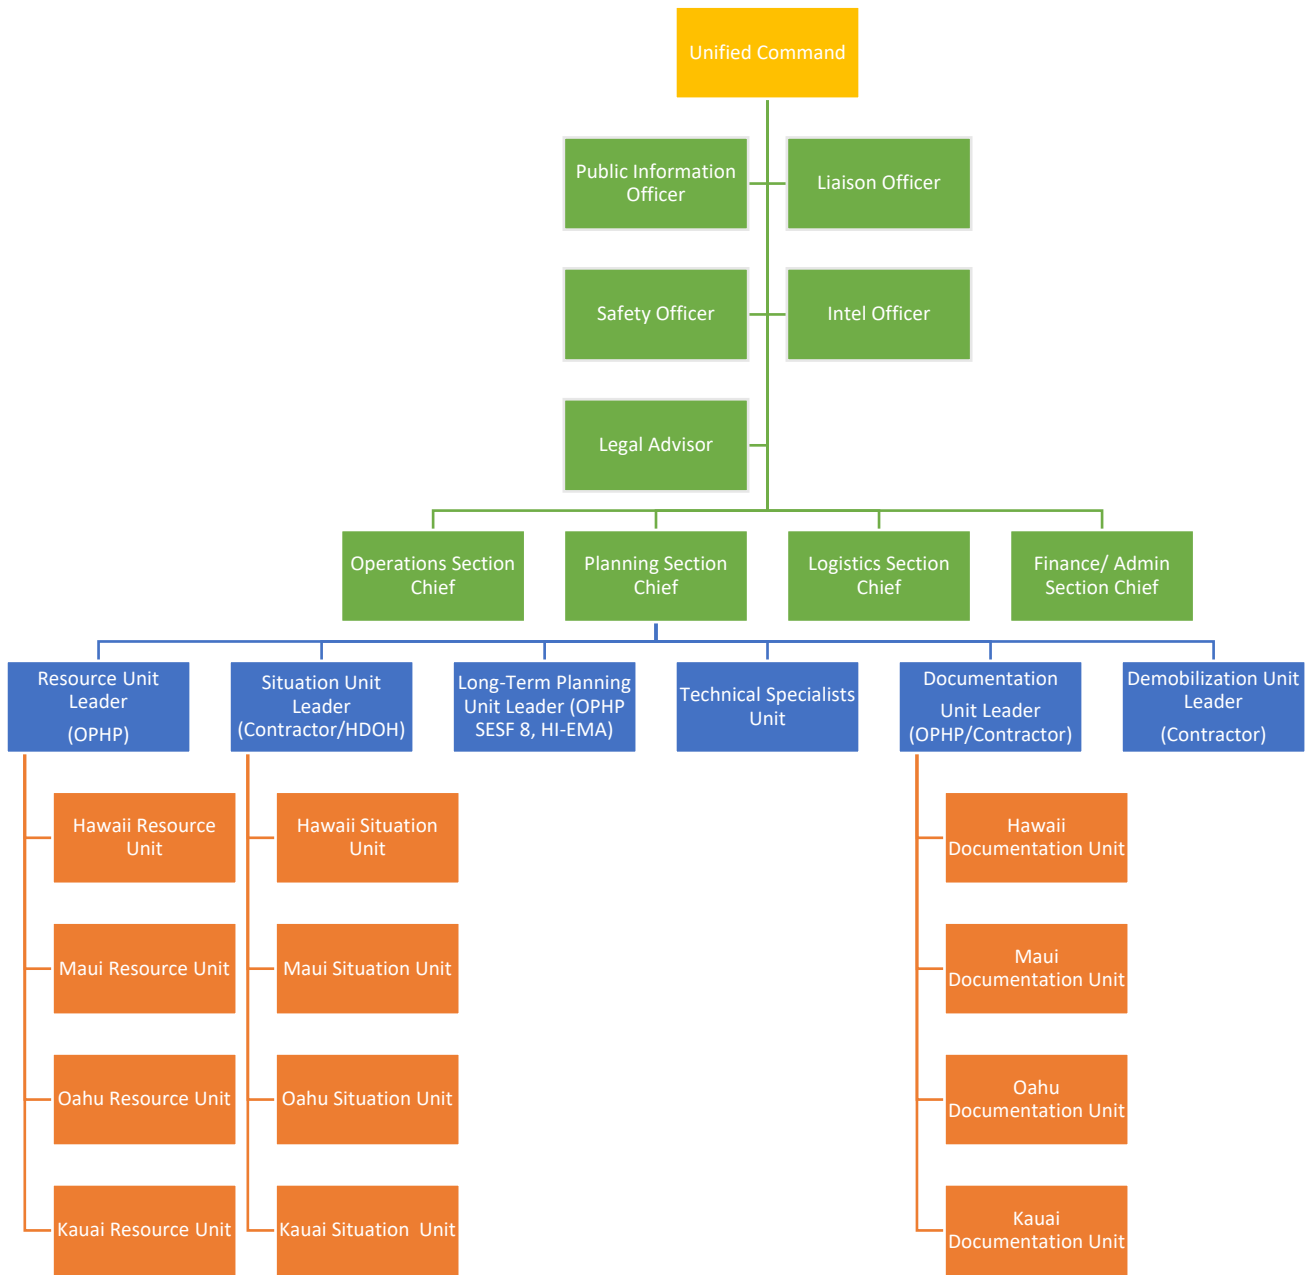 Unified Command
Public Information
Officer
Liaison Officer
Safety Officer
Intel Officer
Legal Advisor
Operations Section
Chief
Planning Section
Chief
Logistics Section
Chief
Finance/ Admin
Section Chief
Resource Unit
Leader
(OPHP)
Situation Unit
Leader
(Contractor/HDOH)
Long-Term Planning
Unit Leader (OPHP
SESF 8, HI-EMA)
Technical Specialists
Unit
Documentation
Unit Leader
(OPHP/Contractor)
Demobilization Unit
Leader
(Contractor)
Hawaii Resource
Unit
Hawaii Situation
Unit
Hawaii
Documentation Unit
Maui Resource Unit
Maui Situation Unit
Maui
Documentation Unit
Oahu Resource Unit
Oahu Situation Unit
Oahu
Documentation Unit
Kauai Resource Unit
Kauai Situation  Unit
Kauai
Documentation Unit